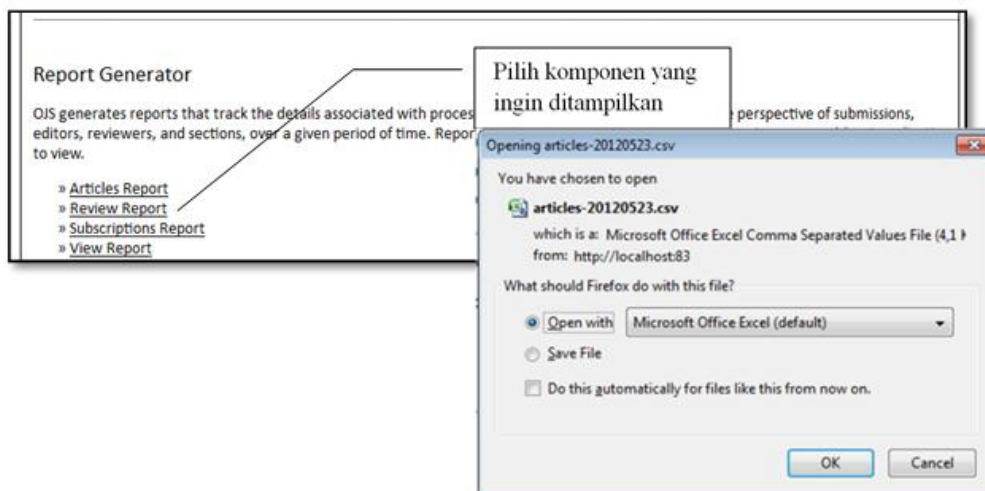 Report Generator
Pilih komponen yang
ingin ditampilkan
OJS generates reports that track the details associated with proces
e perspective of submissions,
editors, reviewers, and sections, over a given period of time. Repor
to view.
» Articles Report
» Review Report
» Subscriptions Report
» View Report
Opening articles-20120523.csv
You have chosen to open
articles-20120523.csv
which is a: Microsoft Office Excel Comma Separated Values File (4,1 k
from: http://localhost:83
What should Firefox do with this file?
Open with
Microsoft Office Excel (default)
Save File
Do this automatically for files like this from now on.
OK
Cancel